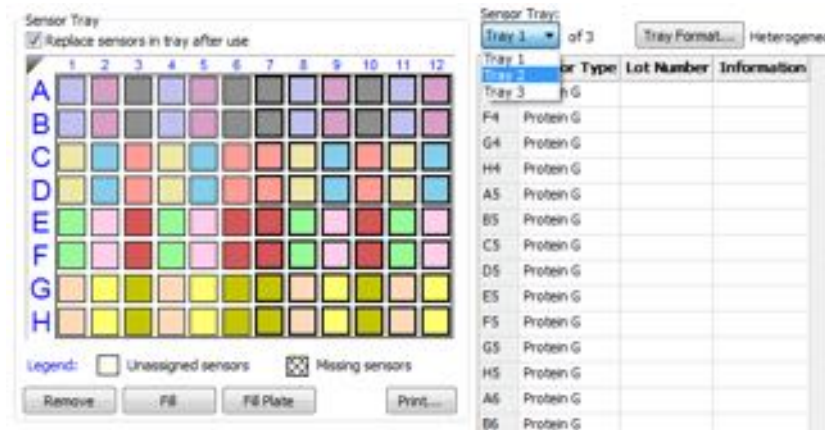 Sensor Tray
Replace sensors in tray after use
1 2 3 4 5 6 7 8 9 10 11 12
A
B
C
D
E
F
G
H
Legend: Unassigned sensors Missing sensors
Remove Fill Fill Plate Print...
Sensor Tray:
Tray 1 of 3 Tray Format... Heterogeneo
Tray 1
Tray 2
Tray 3
or Type Lot Number Information
n G
F4 Protein G
G4 Protein G
H4 Protein G
A5 Protein G
B5 Protein G
C5 Protein G
D5 Protein G
E5 Protein G
F5 Protein G
G5 Protein G
H5 Protein G
A6 Protein G
B6 Protein G